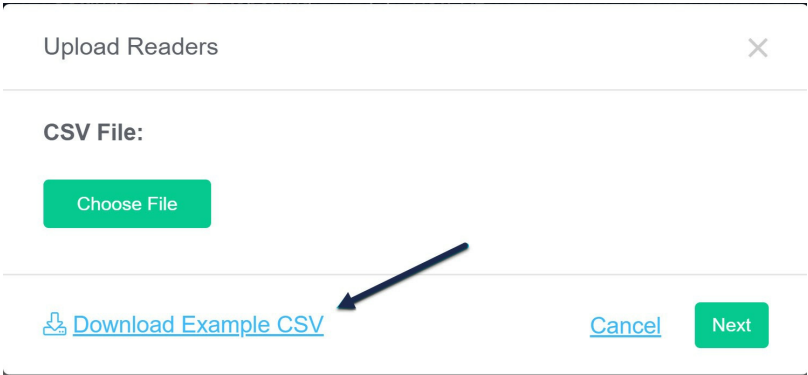 Upload Readers
CSV File:
Choose File
Download Example CSV
Cancel
Next